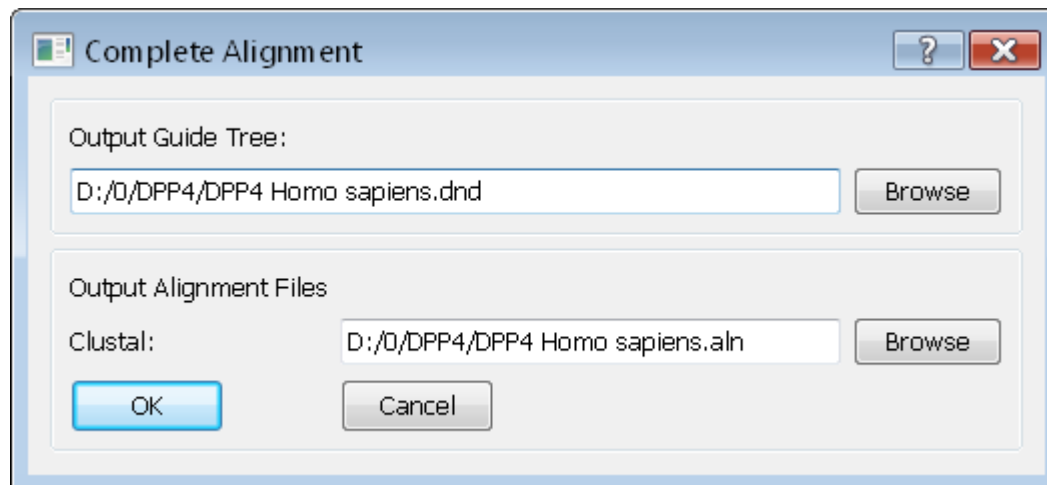 Complete Alignment
?
Output Guide Tree:
D:/0/DPP4/DPP4 Homo sapiens.dnd Browse
Output Alignment Files
Clustal: D:/0/DPP4/DPP4 Homo sapiens.aln Browse
OK Cancel